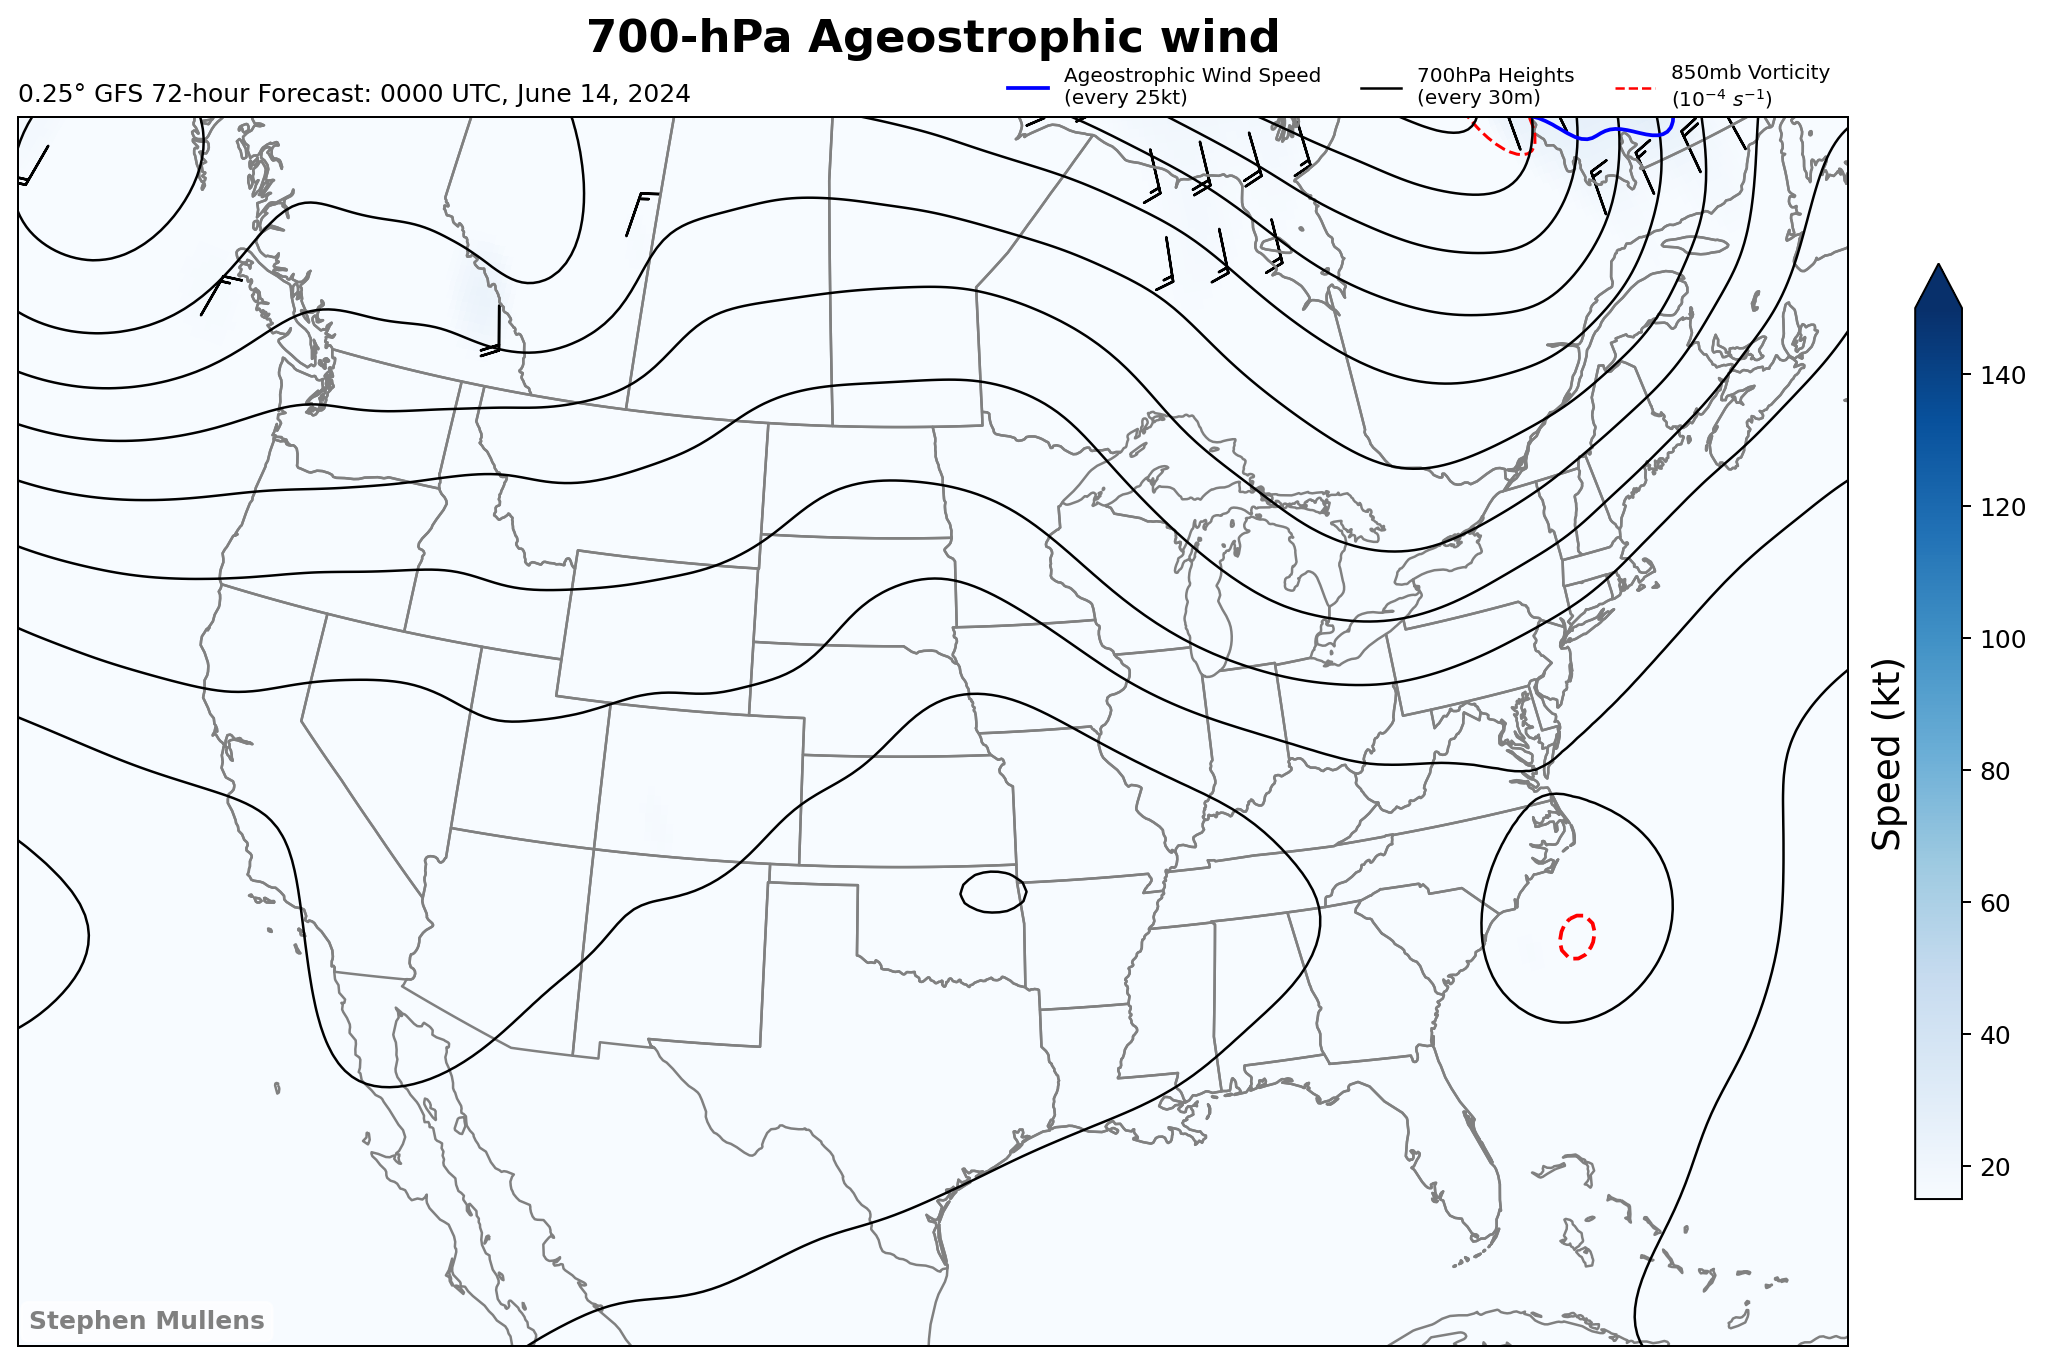 700-hPa Ageostrophic wind
0.25° GFS 72-hour Forecast: 0000 UTC, June 14, 2024
Ageostrophic Wind Speed
(every 25kt)
700hPa Heights
(every 30m)
850mb Vorticity
(10⁻⁴ s⁻¹)
140
120
100
80
60
40
20
Speed (kt)
Stephen Mullens